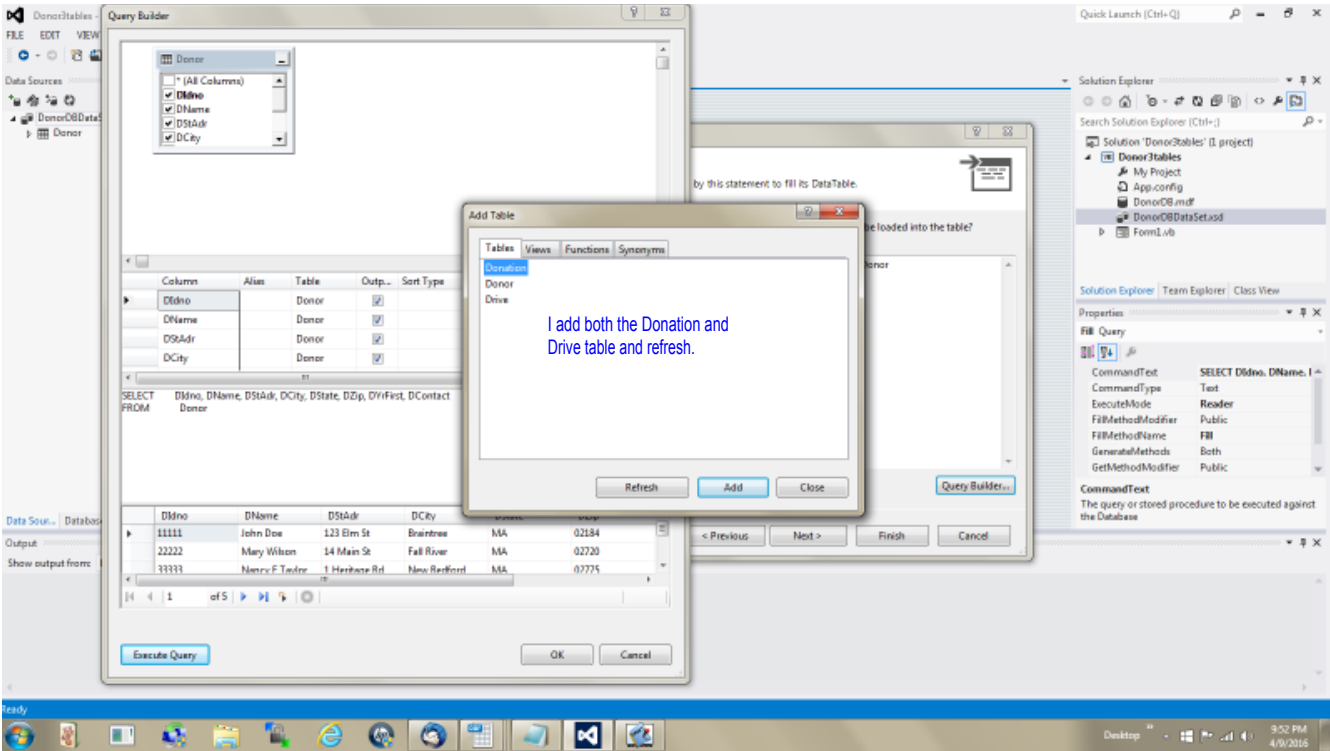 Donor3tables -
Query Builder
Quick Launch (Ctrl+Q)
FILE EDIT VIEW
Donor
* (All Columns)
DIdno
DName
DStAdr
DCity
Data Sources
DonorDBDataS
Donor
Solution Explorer
Search Solution Explorer (Ctrl+;)
Solution 'Donor3tables' (1 project)
Donor3tables
My Project
App.config
DonorDB.mdf
DonorDBDataSet.xsd
Form1.vb
Solution Explorer Team Explorer Class View
by this statement to fill its DataTable.
be loaded into the table?
Donor
Query Builder...
< Previous Next > Finish Cancel
Add Table
Tables Views Functions Synonyms
Donation
Donor
Drive
I add both the Donation and
Drive table and refresh.
Refresh Add Close
Column Alias Table Outp... Sort Type
DIdno Donor
DName Donor
DStAdr Donor
DCity Donor
SELECT DIdno, DName, DStAdr, DCity, DState, DZip, DYrFirst, DContact
FROM Donor
DIdno DName DStAdr DCity DState DZip
11111 John Doe 123 Elm St Braintree MA 02184
22222 Mary Wilson 14 Main St Fall River MA 02720
33333 Nancy F Taylor 1 Heritage Rd New Bedford MA 02775
1 of 5
Execute Query OK Cancel
Properties
Fill Query
CommandText SELECT DIdno, DName, I
CommandType Text
ExecuteMode Reader
FillMethodModifier Public
FillMethodName Fill
GenerateMethods Both
GetMethodModifier Public
CommandText
The query or stored procedure to be executed against
the Database
Data Sour... Databas
Output
Show output from:
Ready
Desktop
9:52 PM
4/9/2016